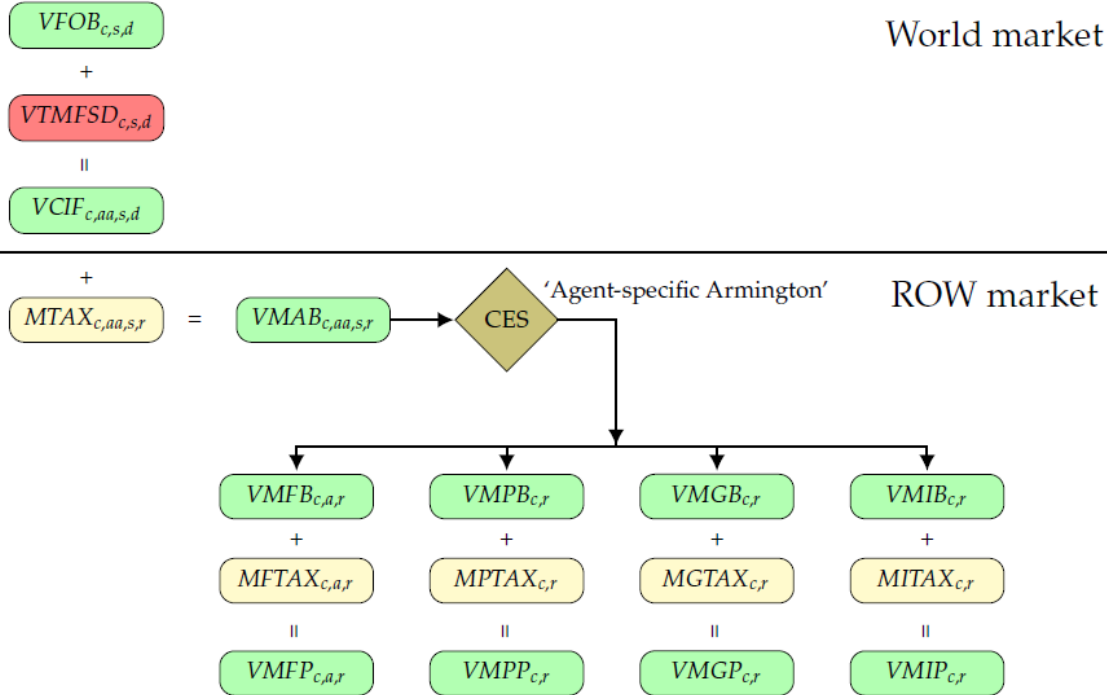 VFOB_{c,s,d}
World market
+
VTMFSD_{c,s,d}
=
VCIF_{c,aa,s,d}
+
MTAX_{c,aa,s,r} = VMAB_{c,aa,s,r} CES 'Agent-specific Armington' ROW market
VMFB_{c,a,r} VMPB_{c,r} VMGB_{c,r} VMIB_{c,r}
+ + + +
MFTAX_{c,a,r} MPTAX_{c,r} MGTAX_{c,r} MITAX_{c,r}
= = = =
VMFP_{c,a,r} VMPP_{c,r} VMGP_{c,r} VMIP_{c,r}